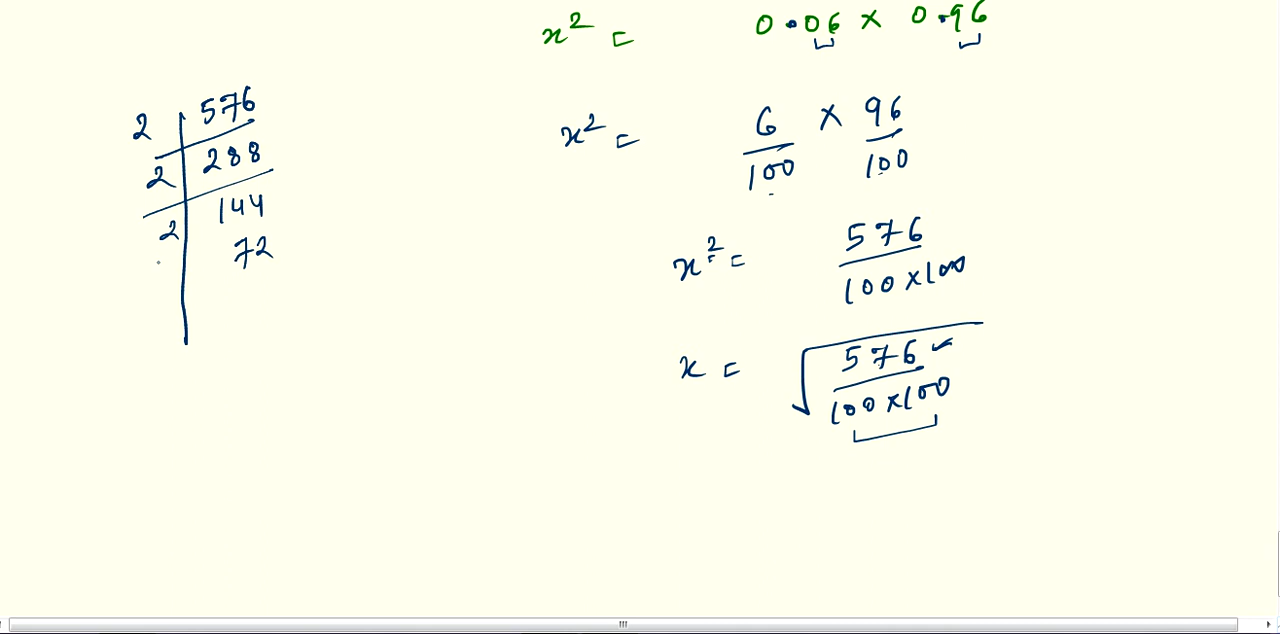 x² = 0.06 × 0.96
x² = 6/100 × 96/100
x² = 576/100×100
x = √576/100×100
2 | 576
2 | 288
2 | 144
72